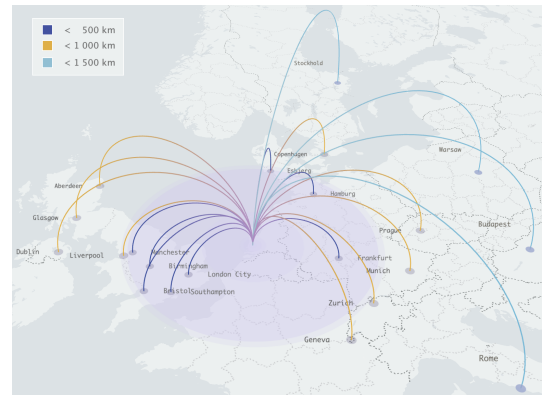 < 500 km
< 1 000 km
< 1 500 km
Stockhold
Warsaw
Copenhagen
Esbjerg
Aberdeen
Hamburg
Glasgow
Budapest
Prague
Dublin
Liverpool
Manchester
Frankfurt
Birmingham
Munich
London City
Bristol
Southampton
Zurich
Geneva
Rome